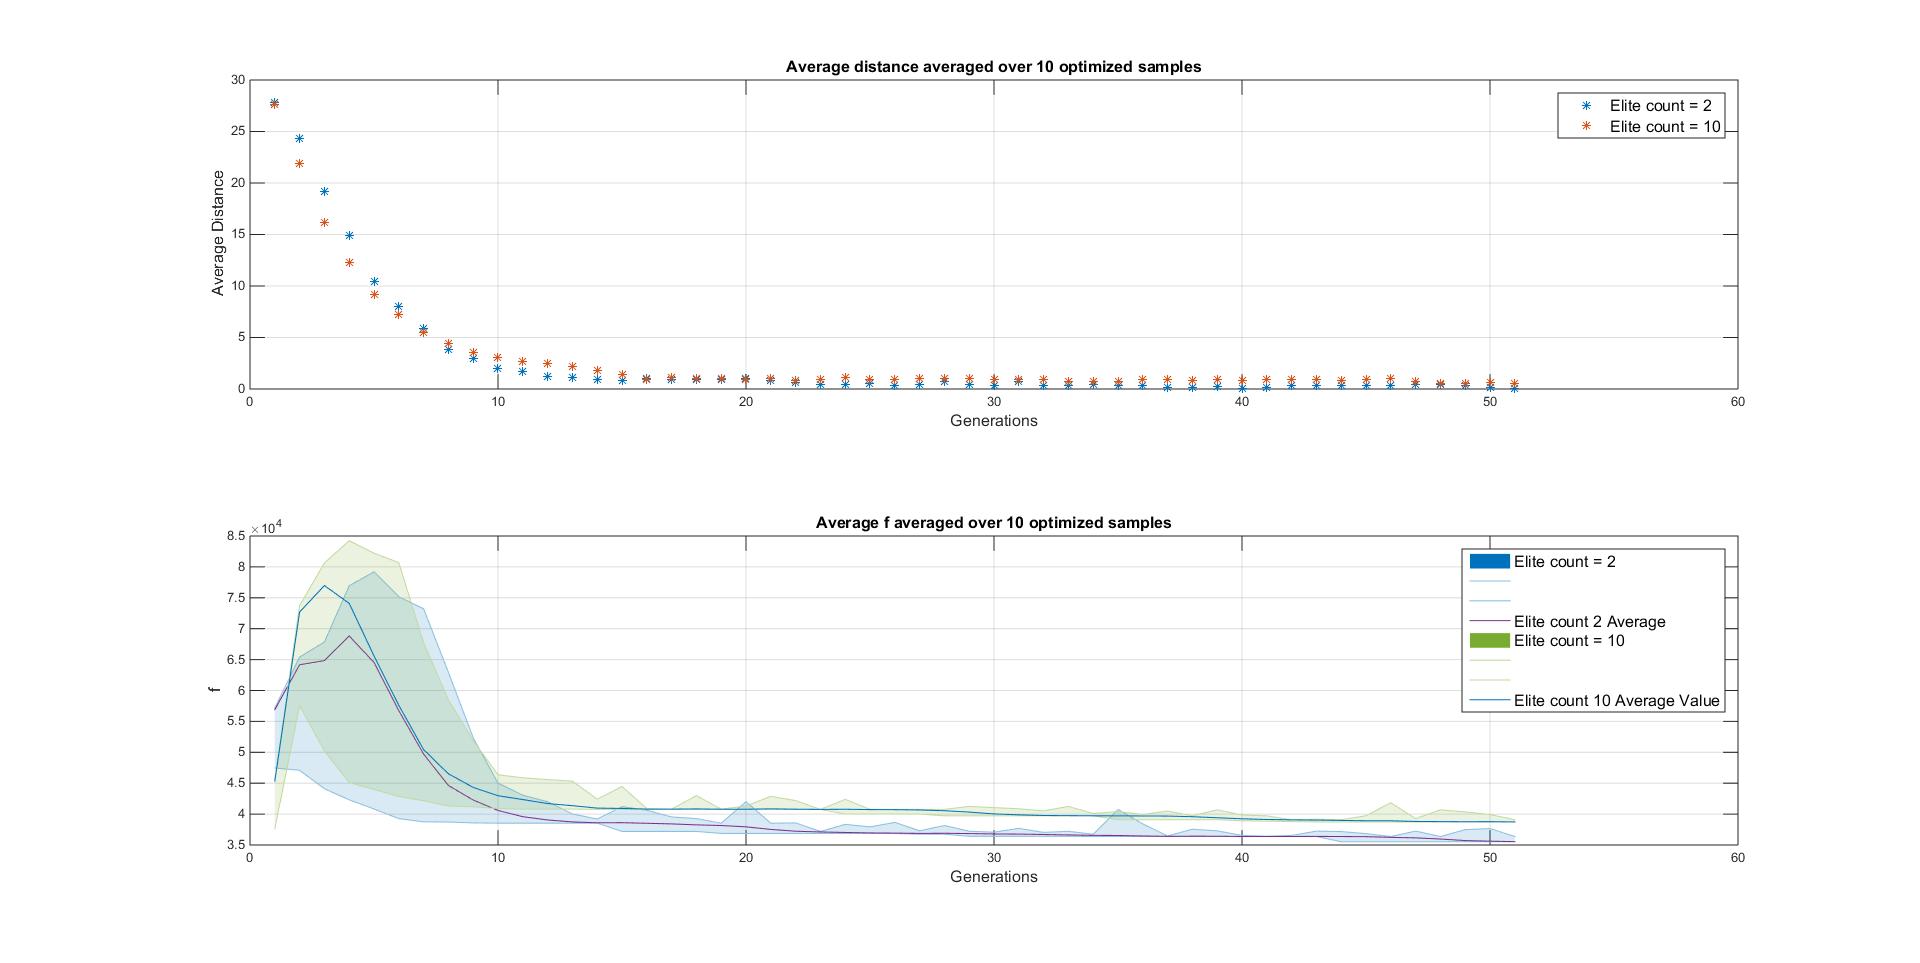 Average distance averaged over 10 optimized samples
30
25
20
15
10
5
0
Average Distance
Elite count = 2
Elite count = 10
0 10 20 30 40 50 60
Generations
Average f averaged over 10 optimized samples
×10^4
8.5
8
7.5
7
6.5
6
5.5
5
4.5
4
3.5
f
Elite count = 2
Elite count 2 Average
Elite count = 10
Elite count 10 Average Value
0 10 20 30 40 50 60
Generations